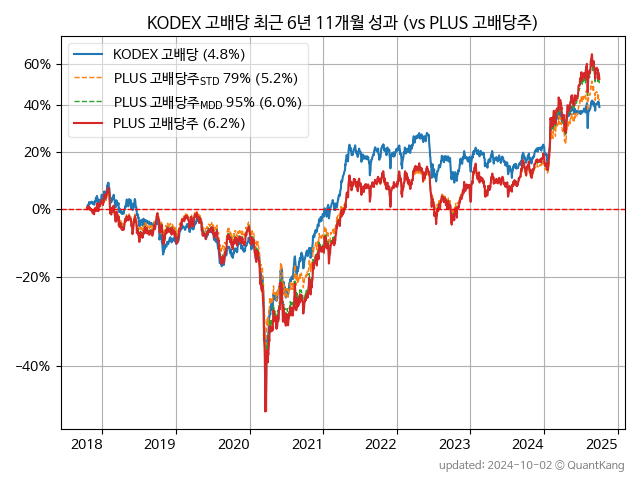 KODEX 고배당 최근 6년 11개월 성과 (vs PLUS 고배당주)
KODEX 고배당 (4.8%)
PLUS 고배당주STD 79% (5.2%)
PLUS 고배당주MDD 95% (6.0%)
PLUS 고배당주 (6.2%)
60%
40%
20%
0%
−20%
−40%
2018 2019 2020 2021 2022 2023 2024 2025
updated: 2024-10-02 © QuantKang